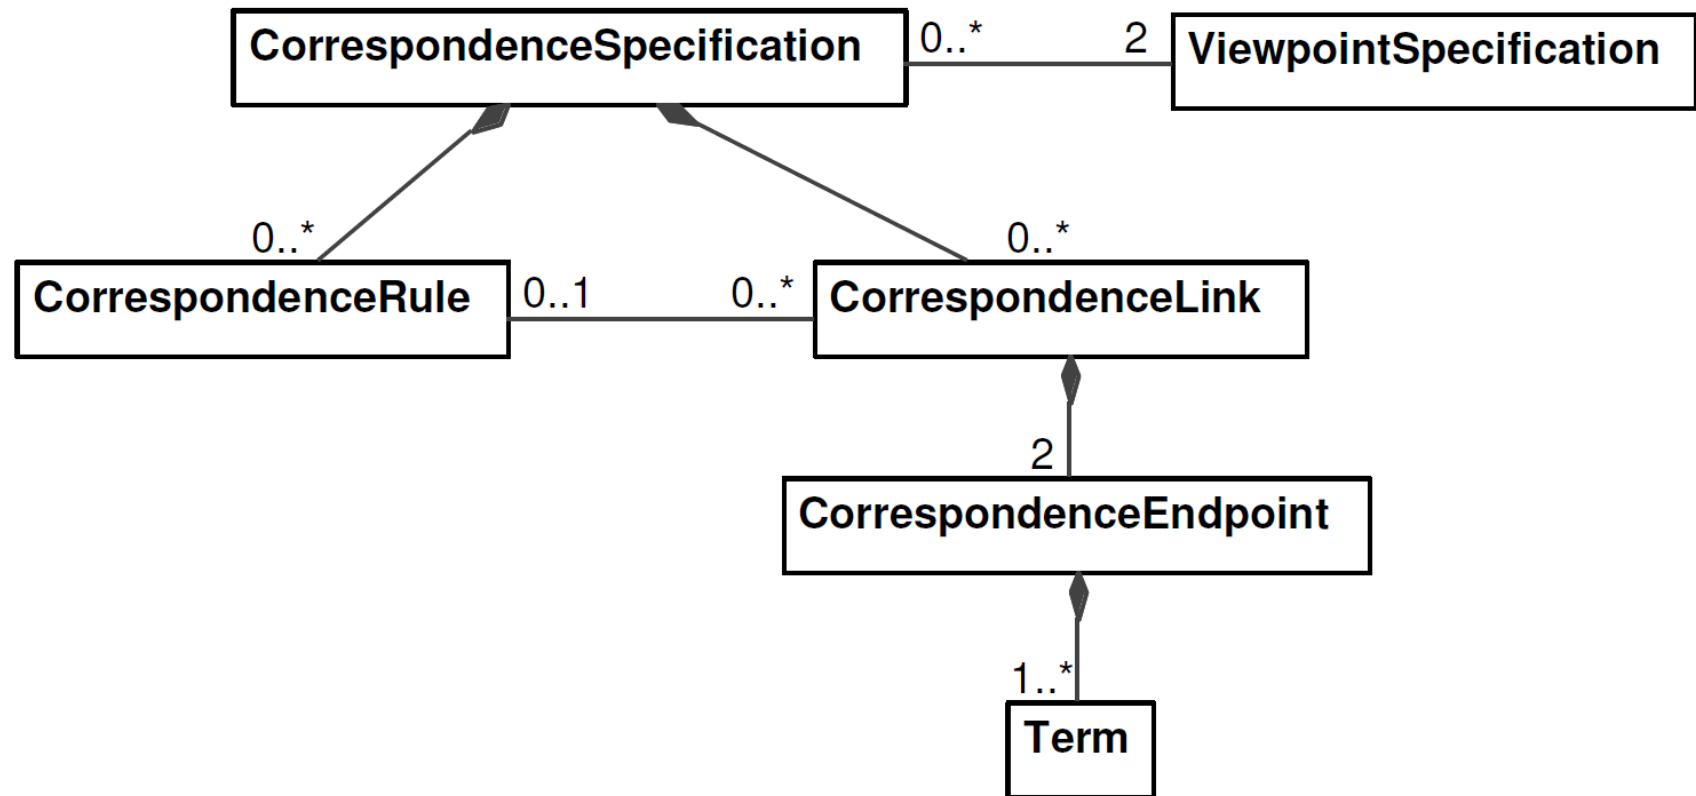 CorrespondenceSpecification
0..*
2
ViewpointSpecification
0..*
0..*
CorrespondenceRule
0..1
0..*
CorrespondenceLink
2
CorrespondenceEndpoint
1..*
Term